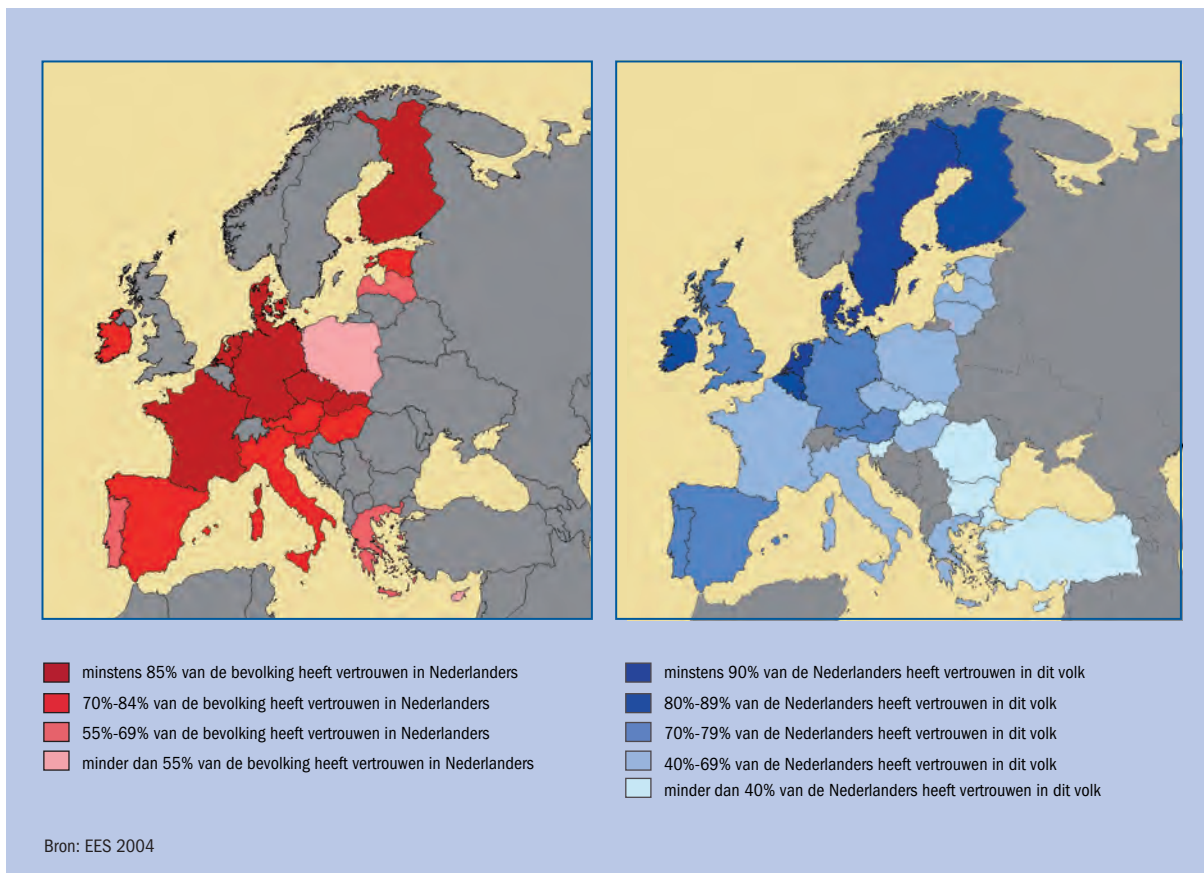 minstens 85% van de bevolking heeft vertrouwen in Nederlanders
70%-84% van de bevolking heeft vertrouwen in Nederlanders
55%-69% van de bevolking heeft vertrouwen in Nederlanders
minder dan 55% van de bevolking heeft vertrouwen in Nederlanders
minstens 90% van de Nederlanders heeft vertrouwen in dit volk
80%-89% van de Nederlanders heeft vertrouwen in dit volk
70%-79% van de Nederlanders heeft vertrouwen in dit volk
40%-69% van de Nederlanders heeft vertrouwen in dit volk
minder dan 40% van de Nederlanders heeft vertrouwen in dit volk
Bron: EES 2004